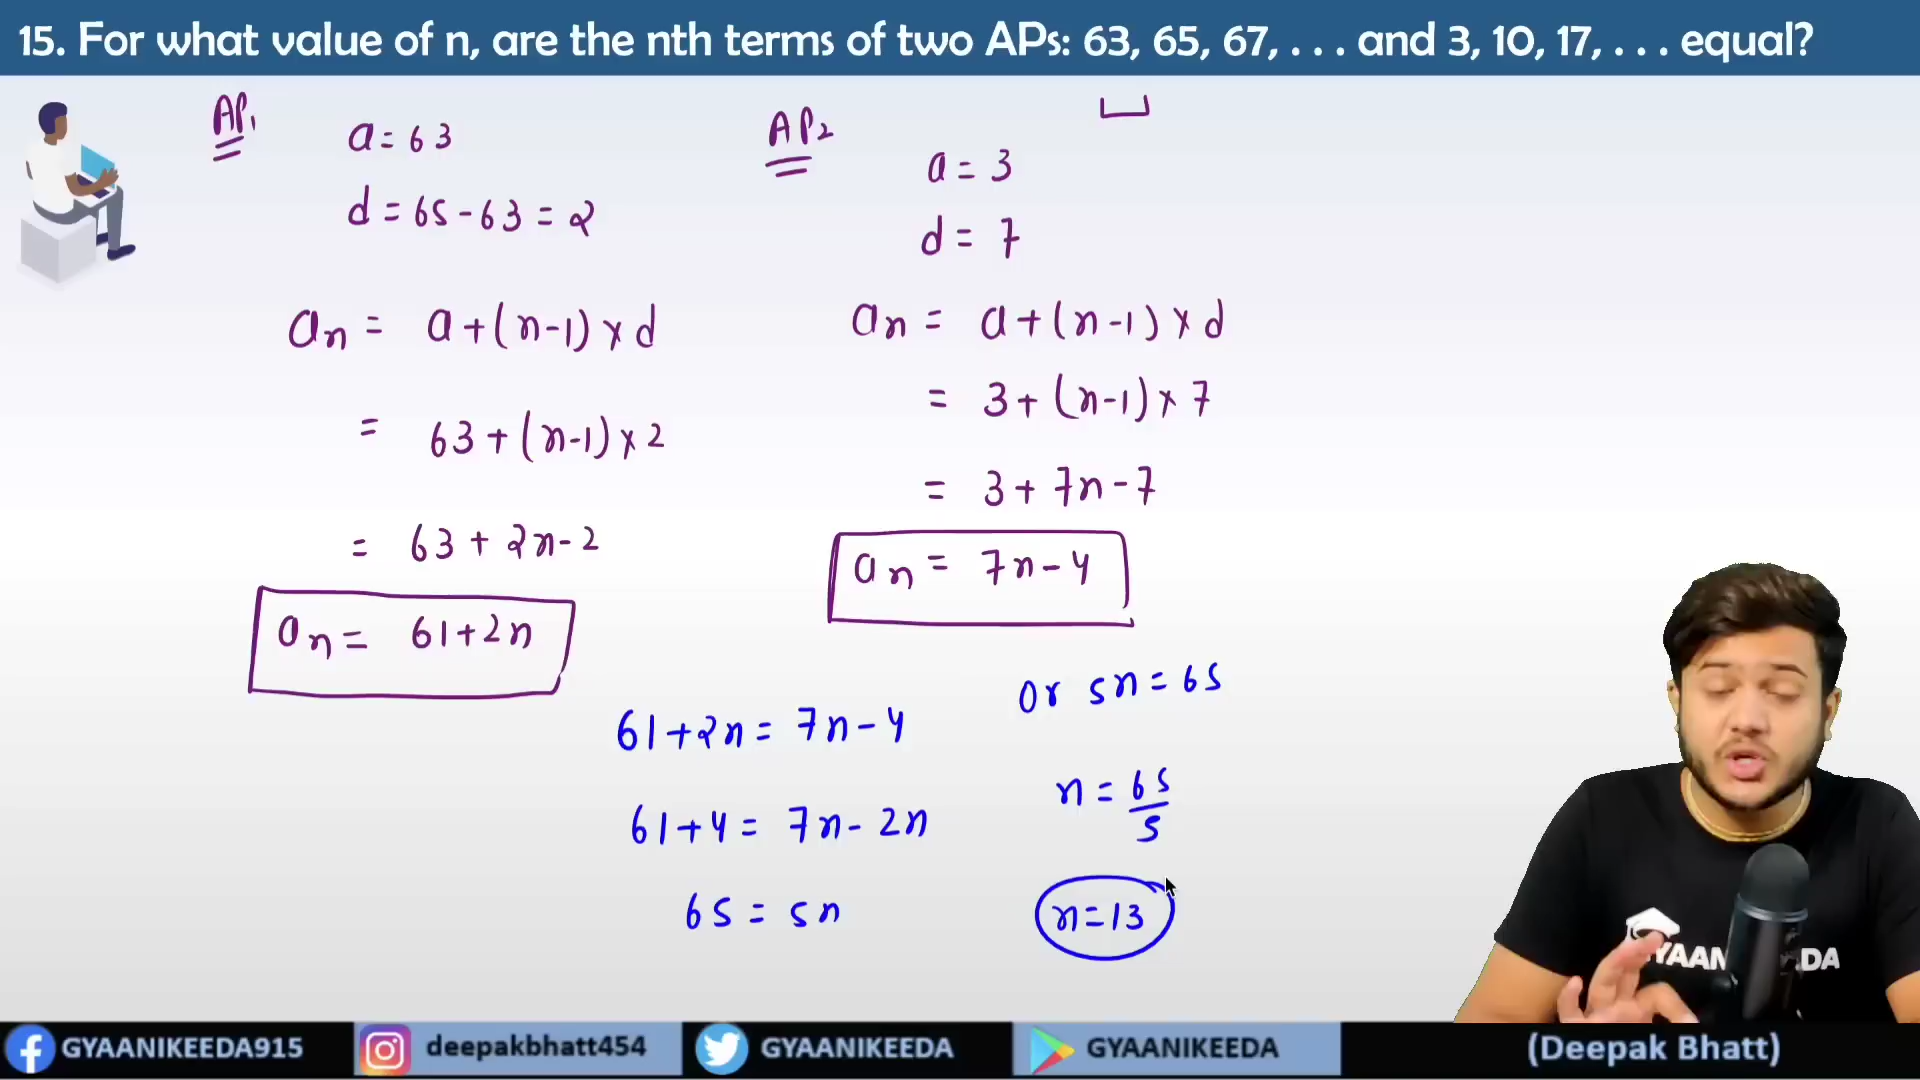 15. For what value of n, are the nth terms of two APs: 63, 65, 67, . . . and 3, 10, 17, . . . equal?
AP₁
a = 63
d = 65 - 63 = 2
aₙ = a + (n-1) × d
= 63 + (n-1) × 2
= 63 + 2n - 2
aₙ = 61 + 2n
AP₂
a = 3
d = 7
aₙ = a + (n-1) × d
= 3 + (n-1) × 7
= 3 + 7n - 7
aₙ = 7n - 4
61 + 2n = 7n - 4
61 + 4 = 7n - 2n
65 = 5n
or 5n = 65
n = 65/5
n = 13
GYAANIKEEDA915
deepakbhatt454
GYAANIKEEDA
GYAANIKEEDA
(Deepak Bhatt)